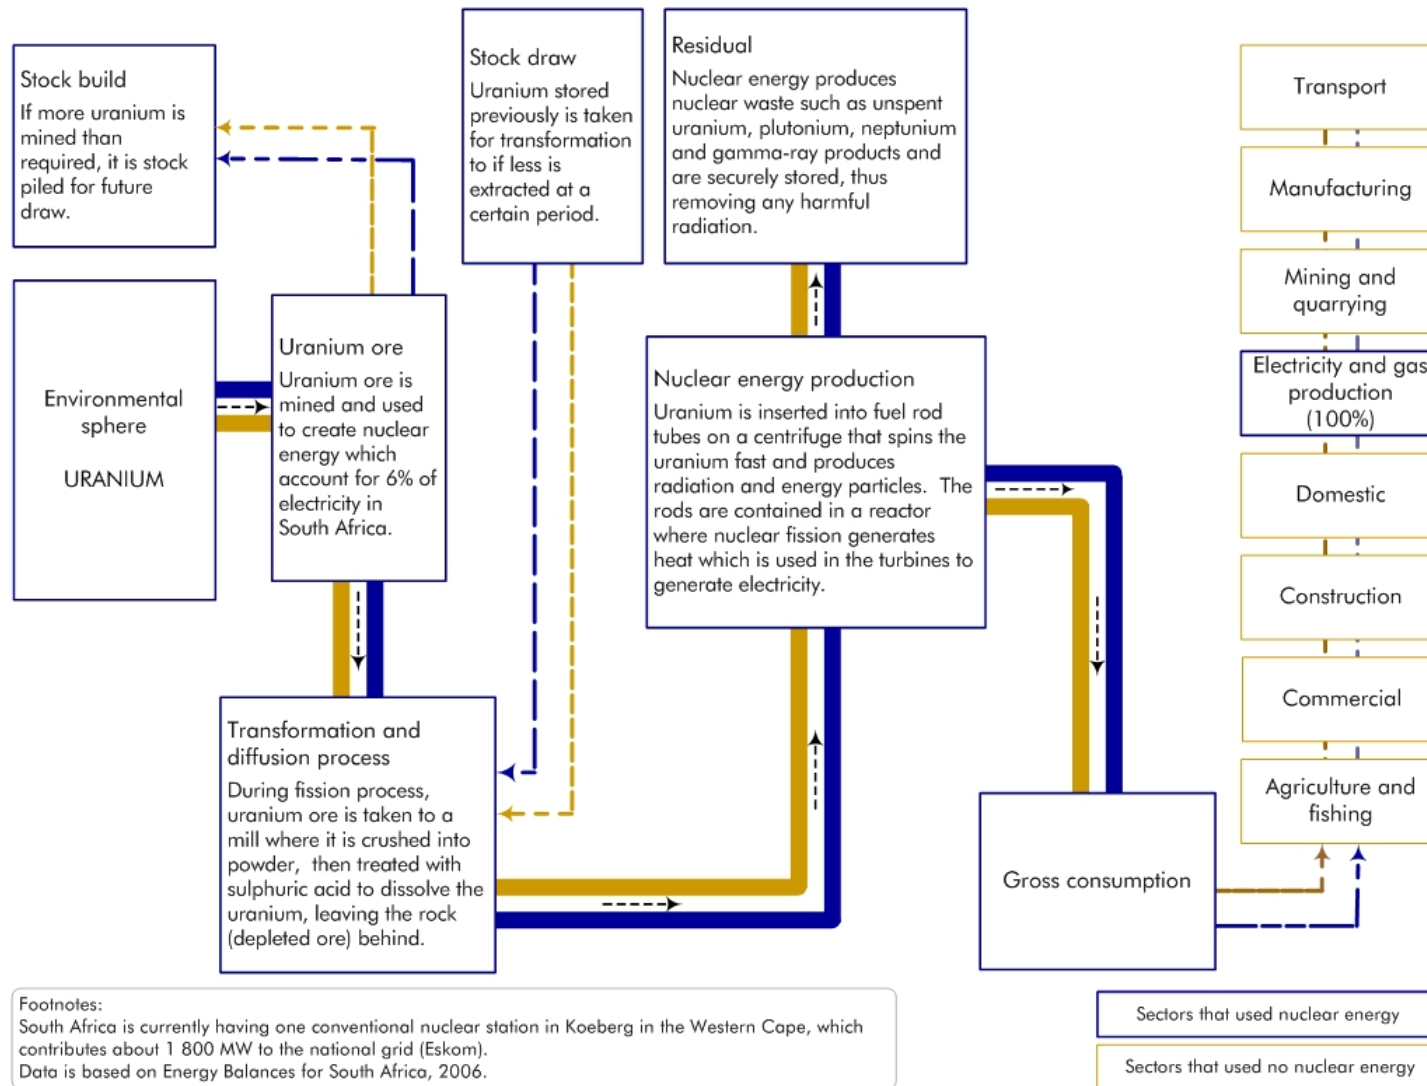 Stock build
If more uranium is
mined than
required, it is stock
piled for future
draw.
Environmental
sphere
URANIUM
Uranium ore
Uranium ore is
mined and used
to create nuclear
energy which
account for 6% of
electricity in
South Africa.
Transformation and
diffusion process
During fission process,
uranium ore is taken to a
mill where it is crushed into
powder, then treated with
sulphuric acid to dissolve the
uranium, leaving the rock
(depleted ore) behind.
Stock draw
Uranium stored
previously is taken
for transformation
to if less is
extracted at a
certain period.
Residual
Nuclear energy produces
nuclear waste such as unspent
uranium, plutonium, neptunium
and gamma-ray products and
are securely stored, thus
removing any harmful
radiation.
Nuclear energy production
Uranium is inserted into fuel rod
tubes on a centrifuge that spins the
uranium fast and produces
radiation and energy particles. The
rods are contained in a reactor
where nuclear fission generates
heat which is used in the turbines to
generate electricity.
Gross consumption
Transport
Manufacturing
Mining and
quarrying
Electricity and gas
production
(100%)
Domestic
Construction
Commercial
Agriculture and
fishing
Footnotes:
South Africa is currently having one conventional nuclear station in Koeberg in the Western Cape, which
contributes about 1 800 MW to the national grid (Eskom).
Data is based on Energy Balances for South Africa, 2006.
Sectors that used nuclear energy
Sectors that used no nuclear energy